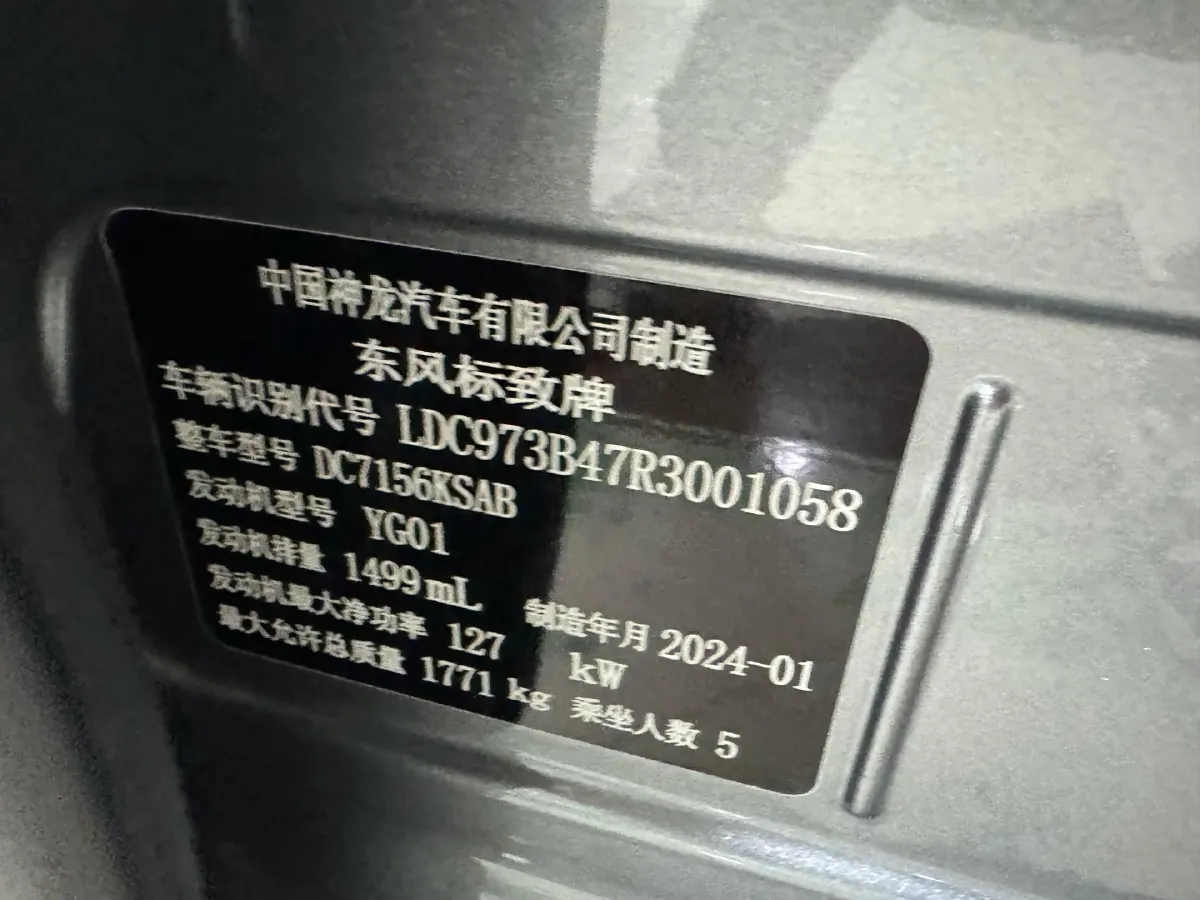 中国神龙汽车有限公司制造
东风标致牌
车辆识别代号 LDC973B47R3001058
整车型号 DC7156KSAB
发动机型号 YG01
发动机排量 1499mL 制造年月 2024-01
发动机最大净功率 127 kW
最大允许总质量 1771 kg 乘坐人数 5